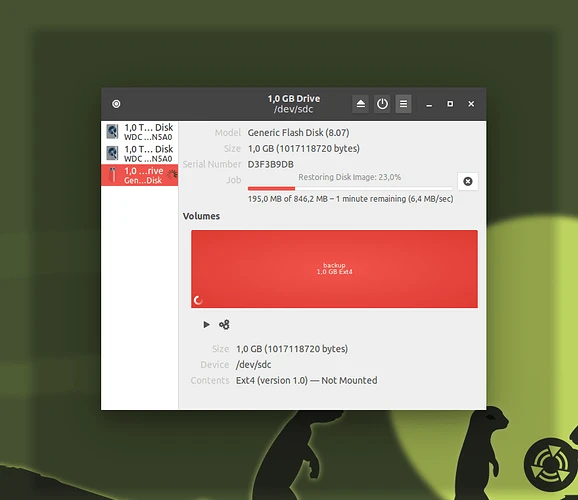 1,0 GB Drive
/dev/sdc
1,0 T… Disk
WDC …N5A0
1,0 T… Disk
WDC …N5A0
1,0 …rive
Gen…Disk
Model Generic Flash Disk (8.07)
Size 1,0 GB (1017118720 bytes)
Serial Number D3F3B9DB
Job Restoring Disk Image: 23,0%
195,0 MB of 846,2 MB – 1 minute remaining (6,4 MB/sec)
Volumes
backup
1,0 GB Ext4
Size 1,0 GB (1017118720 bytes)
Device /dev/sdc
Contents Ext4 (version 1.0) — Not Mounted